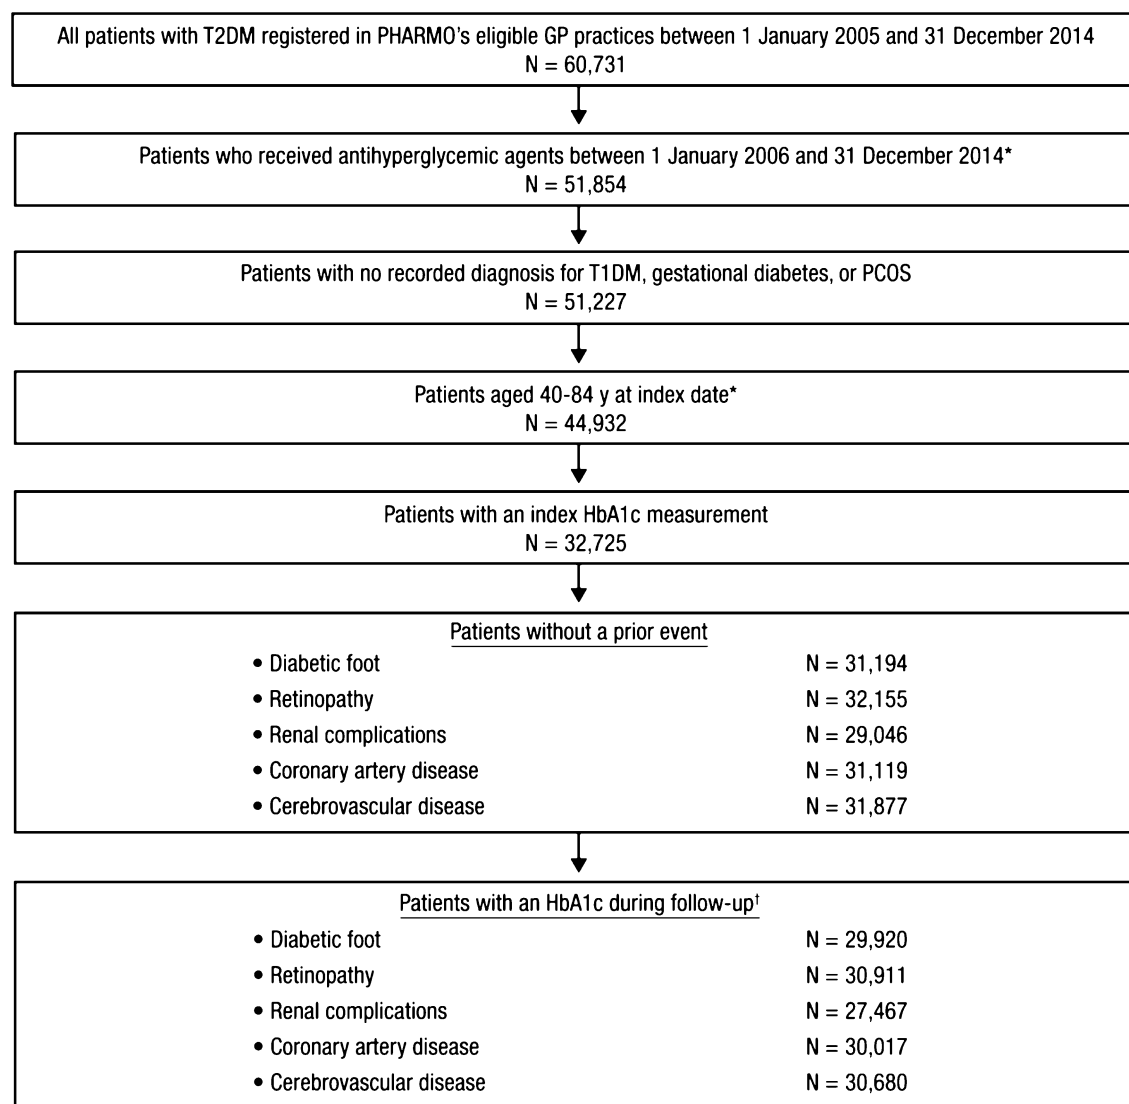 All patients with T2DM registered in PHARMO's eligible GP practices between 1 January 2005 and 31 December 2014
N = 60,731
Patients who received antihyperglycemic agents between 1 January 2006 and 31 December 2014*
N = 51,854
Patients with no recorded diagnosis for T1DM, gestational diabetes, or PCOS
N = 51,227
Patients aged 40-84 y at index date*
N = 44,932
Patients with an index HbA1c measurement
N = 32,725
Patients without a prior event
• Diabetic foot N = 31,194
• Retinopathy N = 32,155
• Renal complications N = 29,046
• Coronary artery disease N = 31,119
• Cerebrovascular disease N = 31,877
Patients with an HbA1c during follow-up†
• Diabetic foot N = 29,920
• Retinopathy N = 30,911
• Renal complications N = 27,467
• Coronary artery disease N = 30,017
• Cerebrovascular disease N = 30,680